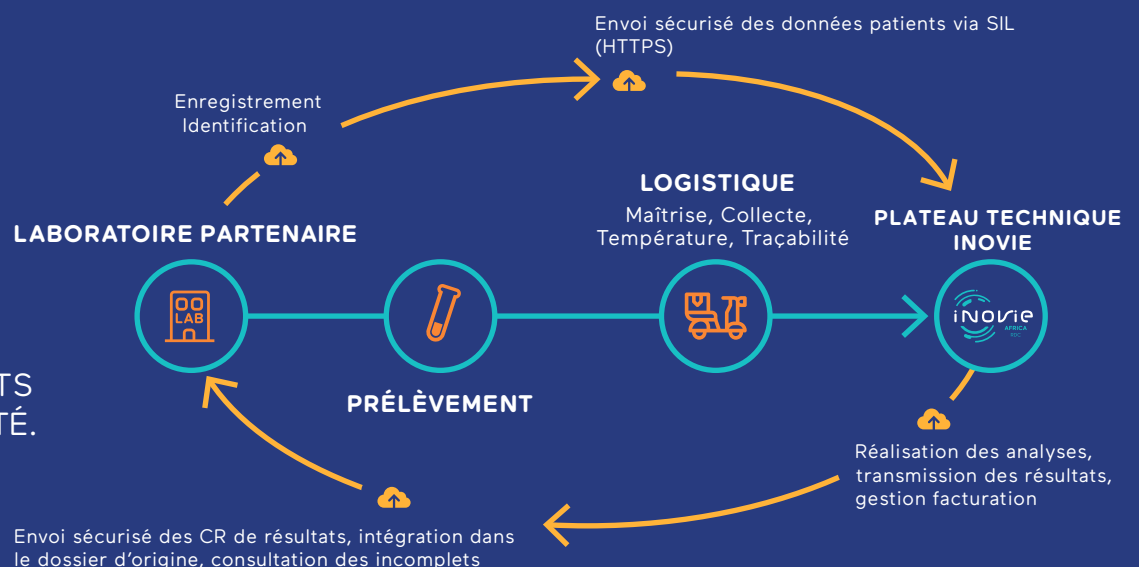 Envoi sécurisé des données patients via SIL
(HTTPS)
Enregistrement
Identification
LOGISTIQUE
Maîtrise, Collecte,
Température, Traçabilité
LABORATOIRE PARTENAIRE
PLATEAU TECHNIQUE
INOVIE
LAB
iNovie
AFRICA
RDC
TS
TÉ.
PRÉLÈVEMENT
Réalisation des analyses,
transmission des résultats,
gestion facturation
Envoi sécurisé des CR de résultats, intégration dans
le dossier d'origine, consultation des incomplets